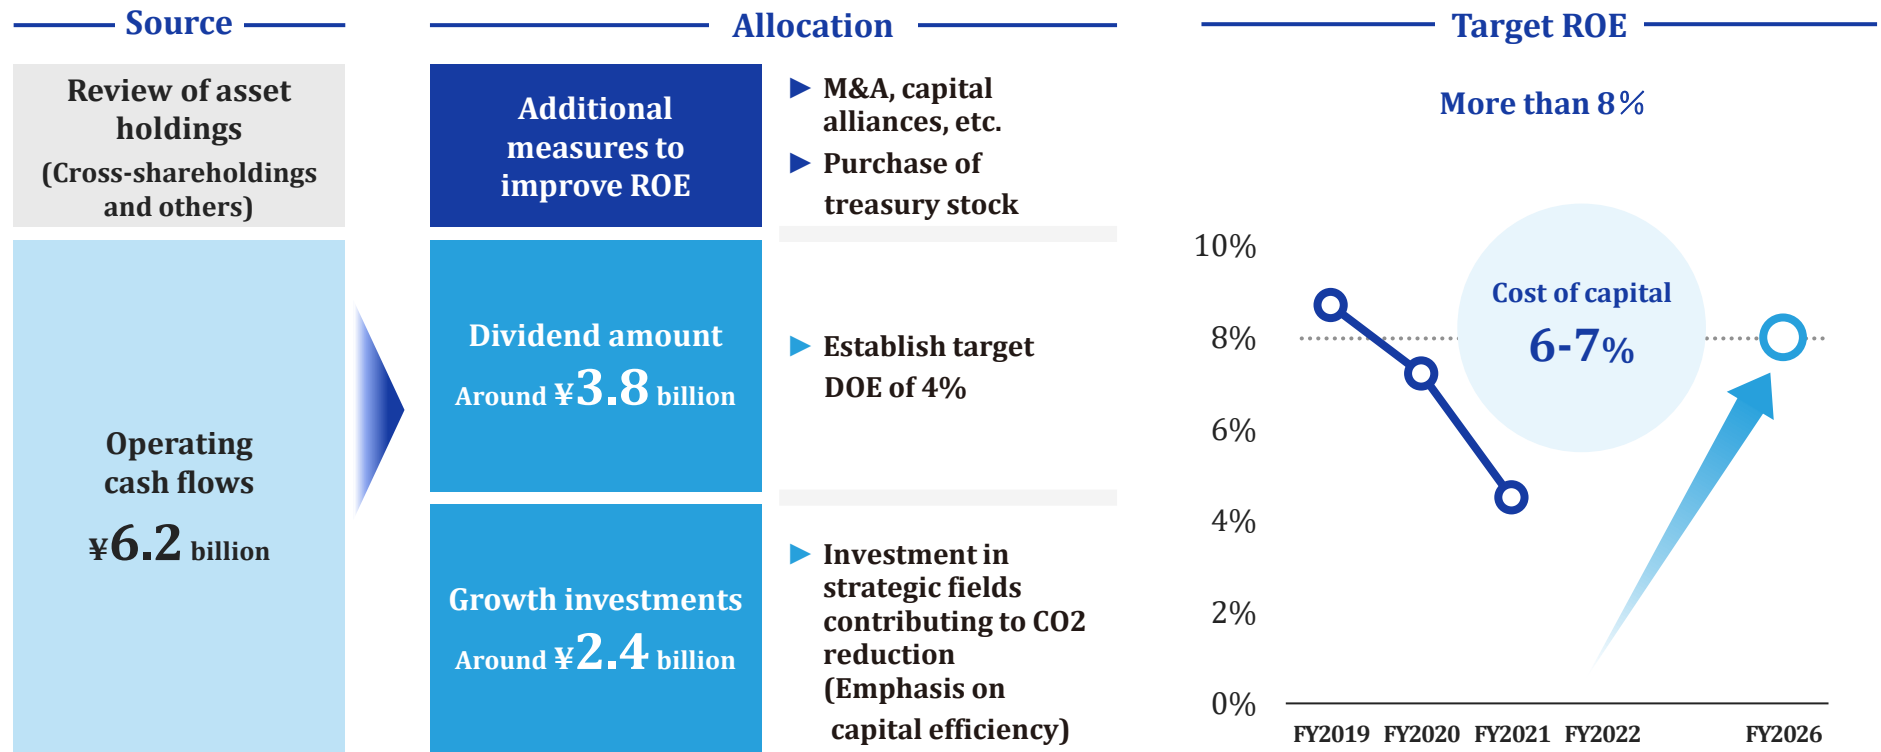 Source
Review of asset
holdings
(Cross-shareholdings
and others)
Operating
cash flows
¥6.2 billion
Allocation
Additional
measures to
improve ROE
► M&A, capital
alliances, etc.
► Purchase of
treasury stock
Dividend amount
Around ¥3.8 billion
► Establish target
DOE of 4%
Growth investments
Around ¥2.4 billion
► Investment in
strategic fields
contributing to CO2
reduction
(Emphasis on
capital efficiency)
Target ROE
More than 8%
10%
8%
6%
4%
2%
0%
Cost of capital
6-7%
FY2019 FY2020 FY2021 FY2022 FY2026